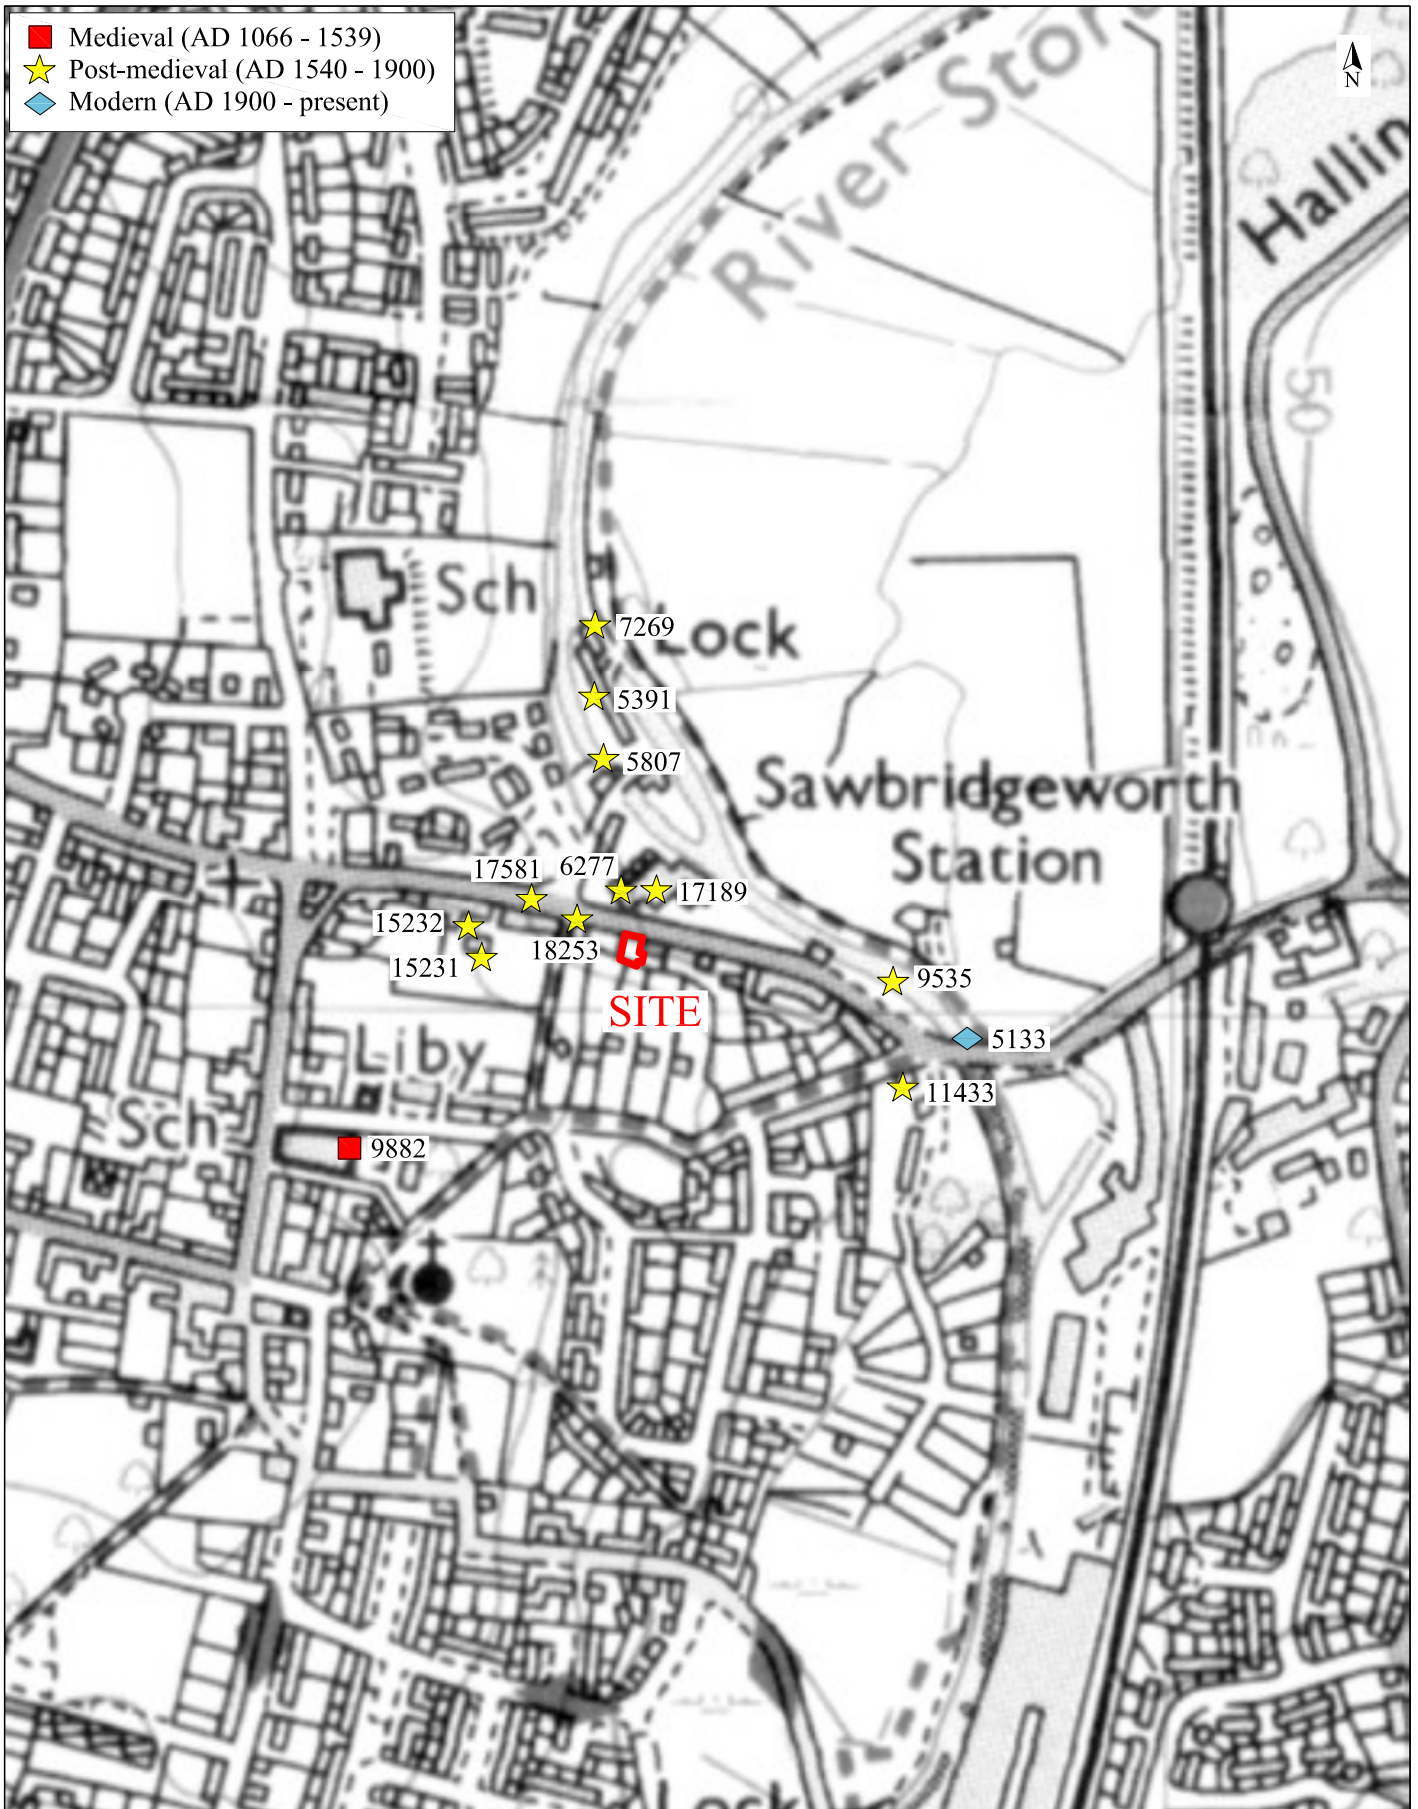 Medieval (AD 1066 - 1539)
Post-medieval (AD 1540 - 1900)
Modern (AD 1900 - present)
N
River Stor
Hallin
50
Sch
7269
Lock
5391
5807
Sawbridgeworth
Station
17581
6277
17189
15232
18253
15231
9535
SITE
5133
Liby
11433
Sch
9882
Lock